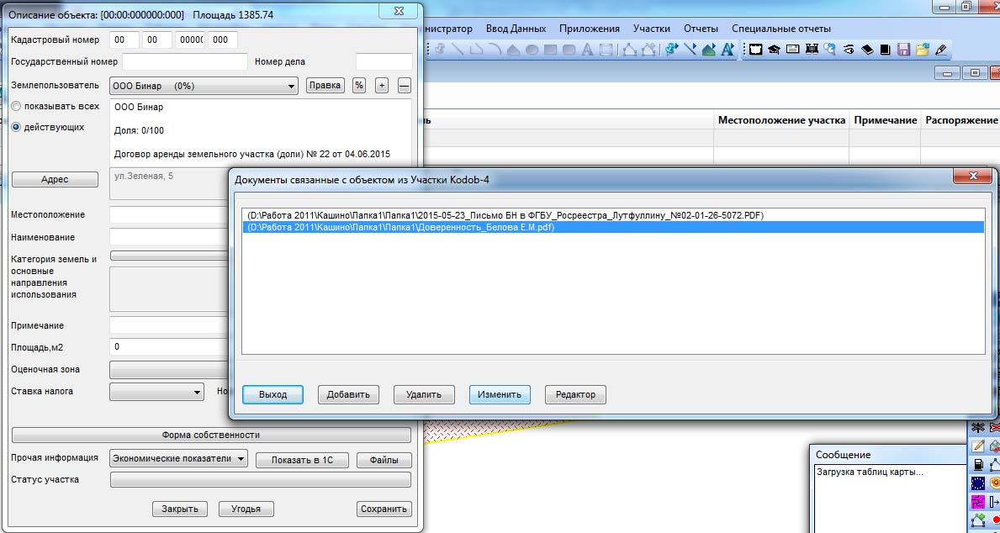 Описание объекта: [00:00:000000:000] Площадь 1385.74
Кадастровый номер 00 00 0000( 000
Государственный номер Номер дела
Землепользователь ООО Бинар (0%) Правка % + —
показывать всех
действующих
ООО Бинар
Доля: 0/100
Договор аренды земельного участка (доли) № 22 от 04.06.2015
Адрес
ул.Зеленая, 5
Местоположение
Наименование
Категория земель и
основные
направления
использования
Примечание
Площадь,м2 0
Оценочная зона
Ставка налога Но
Форма собственности
Прочая информация Экономические показатели Показать в 1С Файлы
Статус участка
Закрыть Угодья Сохранить
нистратор Ввод Данных Приложения Участки Отчеты Специальные отчеты
ь Местоположение участка Примечание Распоряжение
Документы связанные с объектом из Участки Kodob-4
(D:\Работа 2011\Кашино\Папка1\Папка1\2015-05-23_Письмо БН в ФГБУ_Росреестра_Лутфуллину_№02-01-26-5072.PDF)
(D:\Работа 2011\Кашино\Папка1\Папка1\Доверенность_Белова Е.М.pdf)
Выход Добавить Удалить Изменить Редактор
Сообщение
Загрузка таблиц карты...